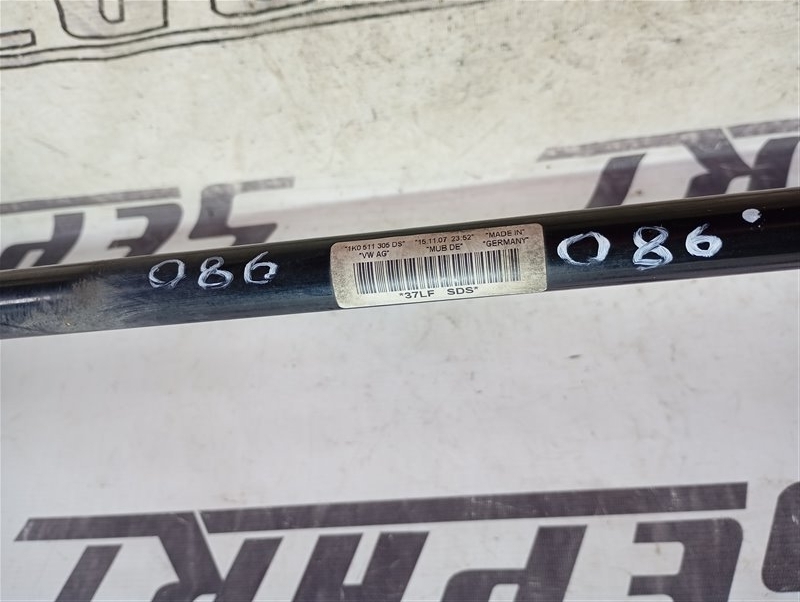 "1K0 511 305 DS" "15.11.07 23.52" "MADE IN"
"VW AG" "MUB DE" "GERMANY"
"37LF SDS"
086
086